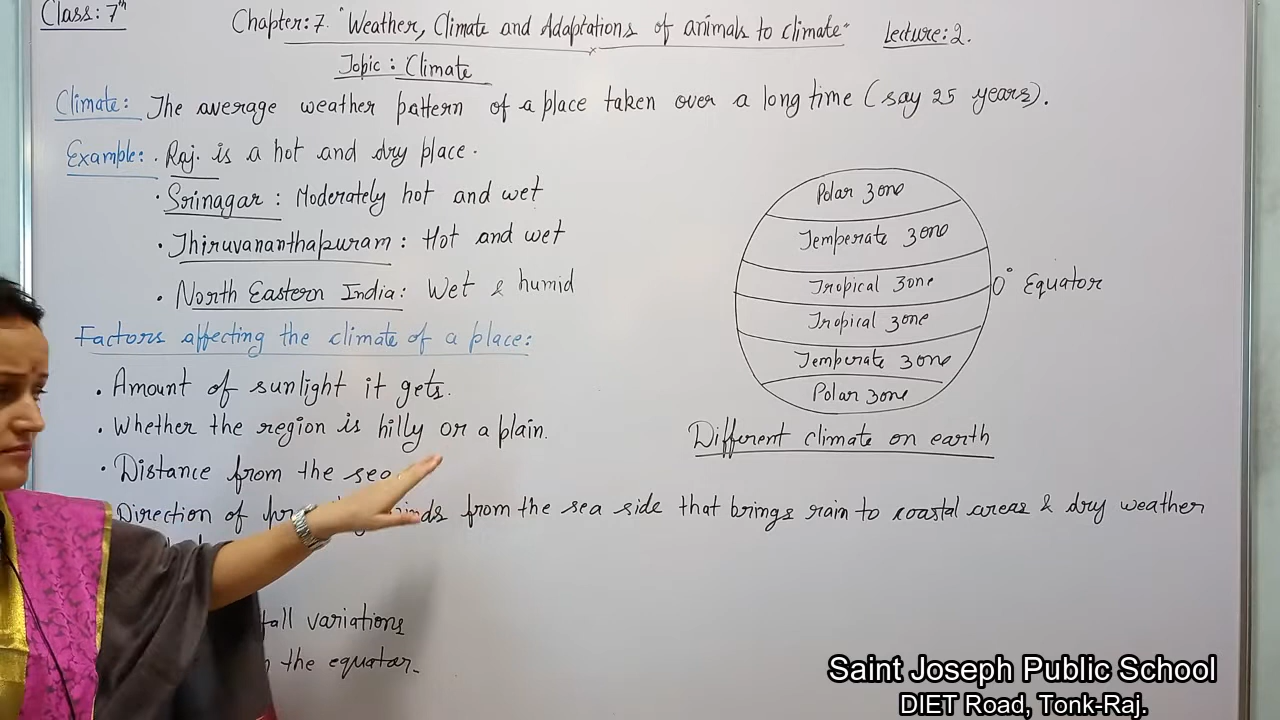 Class: 7th
Chapter: 7. "Weather, Climate and Adaptations of animals to climate"
Lecture: 2.
Topic : Climate
Climate: The average weather pattern of a place taken over a long time (say 25 years).
Example: . Raj. is a hot and dry place.
. Srinagar : Moderately hot and wet
. Thiruvananthapuram : Hot and wet
. North Eastern India: Wet & humid
Factors affecting the climate of a place:
. Amount of sunlight it gets.
. Whether the region is hilly or a plain.
. Distance from the sea
Direction of winds from the sea side that brings rain to coastal areas & dry weather
variations
the equator.
Polar zone
Temperate zone
Tropical zone
0° Equator
Tropical zone
Temperate zone
Polar zone
Different climate on earth
Saint Joseph Public School
DIET Road, Tonk-Raj.